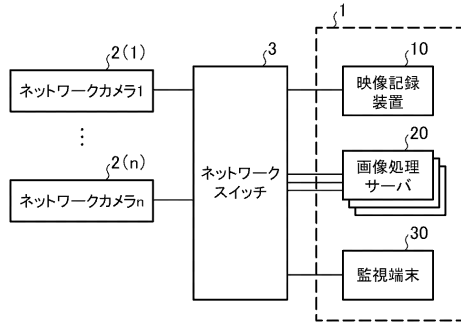 1
2(1)
3
10
ネットワークカメラ1
映像記録
装置
⋮
20
2(n)
ネットワーク
スイッチ
画像処理
サーバ
ネットワークカメラn
30
監視端末